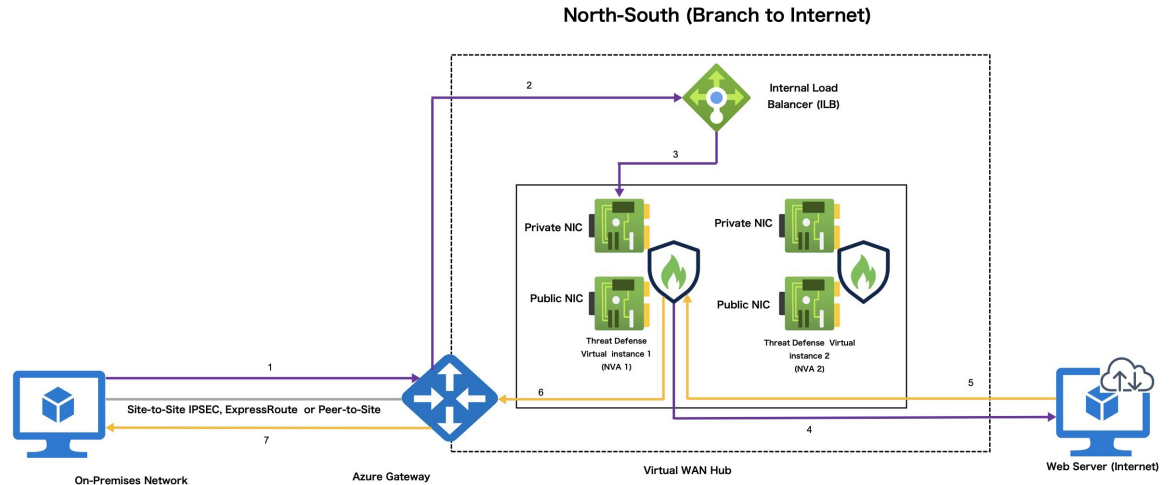 North-South (Branch to Internet)
2
Internal Load
Balancer (ILB)
3
Private NIC
Private NIC
Public NIC
Public NIC
Threat Defense
Virtual instance 1
(NVA 1)
Threat Defense Virtual
instance 2
(NVA 2)
1
6
5
Site-to-Site IPSEC, ExpressRoute or Peer-to-Site
7
4
On-Premises Network
Azure Gateway
Virtual WAN Hub
Web Server (Internet)